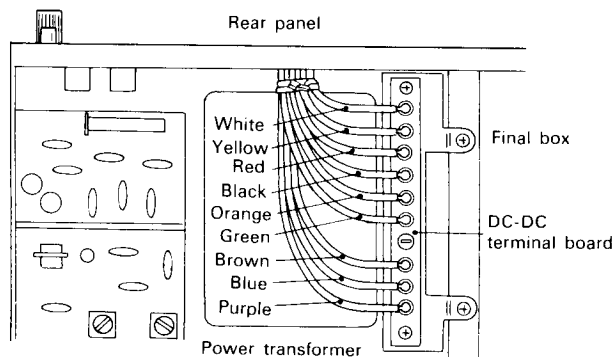 Rear panel
White
Yellow
Red
Black
Orange
Green
Brown
Blue
Purple
Power transformer
Final box
DC-DC
terminal board